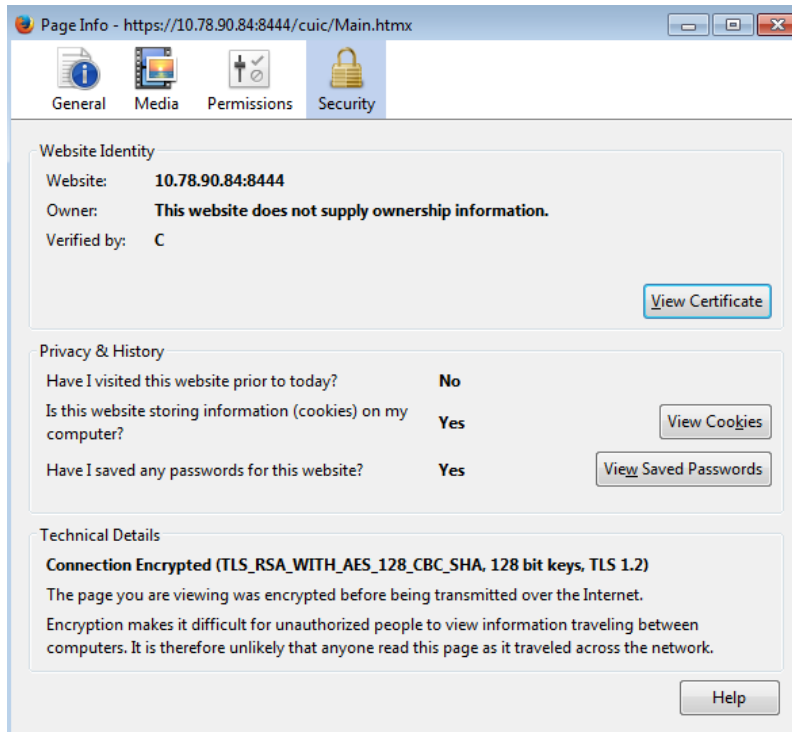 Page Info - https://10.78.90.84:8444/cuic/Main.htmx
General Media Permissions Security
Website Identity
Website: 10.78.90.84:8444
Owner: This website does not supply ownership information.
Verified by: C
View Certificate
Privacy & History
Have I visited this website prior to today? No
Is this website storing information (cookies) on my
computer?
Yes
View Cookies
Have I saved any passwords for this website? Yes View Saved Passwords
Technical Details
Connection Encrypted (TLS_RSA_WITH_AES_128_CBC_SHA, 128 bit keys, TLS 1.2)
The page you are viewing was encrypted before being transmitted over the Internet.
Encryption makes it difficult for unauthorized people to view information traveling between
computers. It is therefore unlikely that anyone read this page as it traveled across the network.
Help